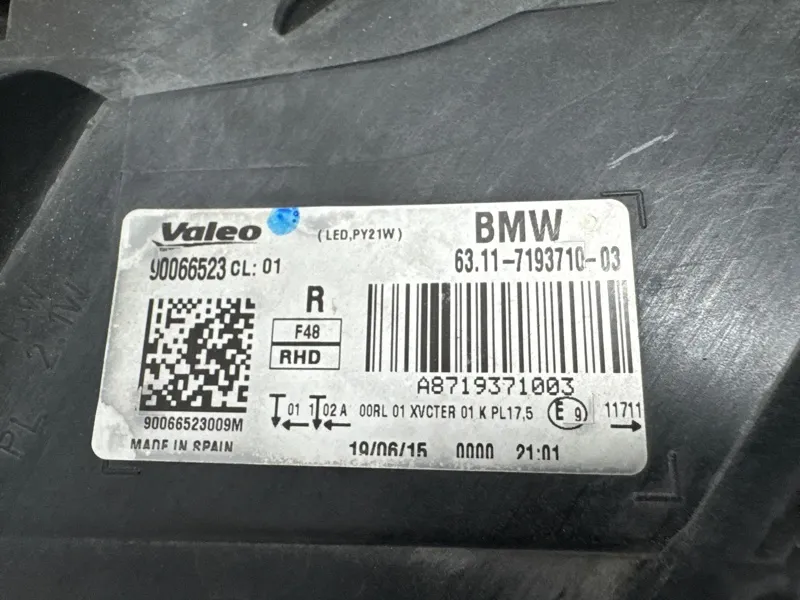 Valeo
(LED,PY21W)
BMW
90066523 CL: 01
63.11-7193710-03
R
F48
RHD
A8719371003
01 1 02 A 00RL 01 XVCTER 01 K PL17,5 E 9 11711
90066523009M
MADE IN SPAIN
19/06/15 0000 21:01